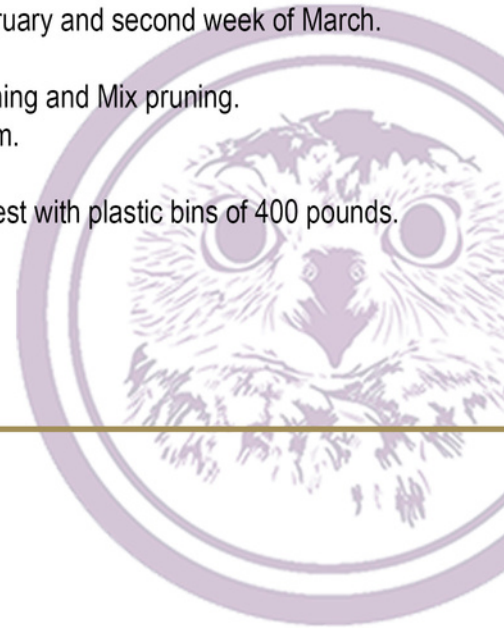 ruary and second week of March.
ning and Mix pruning.
m.
est with plastic bins of 400 pounds.